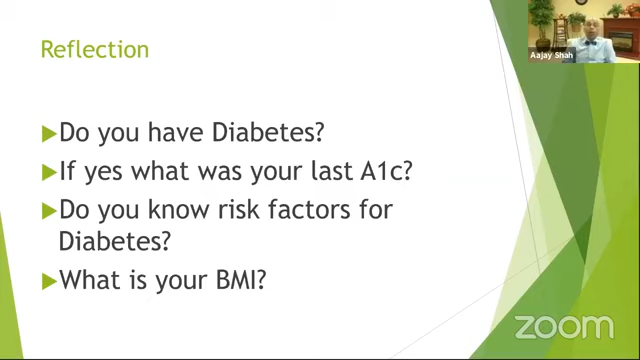 Reflection
Aajay Shah
Do you have Diabetes?
If yes what was your last A1c?
Do you know risk factors for
Diabetes?
What is your BMI?
zoom